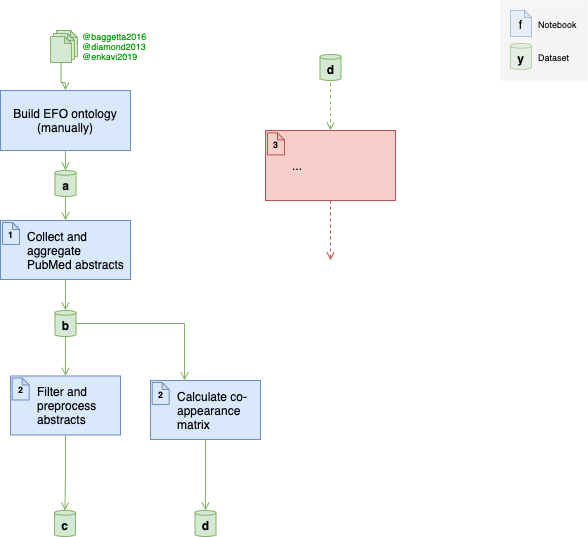 @baggetta2016
@diamond2013
@enkavi2019
f Notebook
y Dataset
d
Build EFO ontology
(manually)
3
...
a
1
Collect and
aggregate
PubMed abstracts
b
2
Filter and
preprocess
abstracts
2
Calculate co-
appearance
matrix
c
d